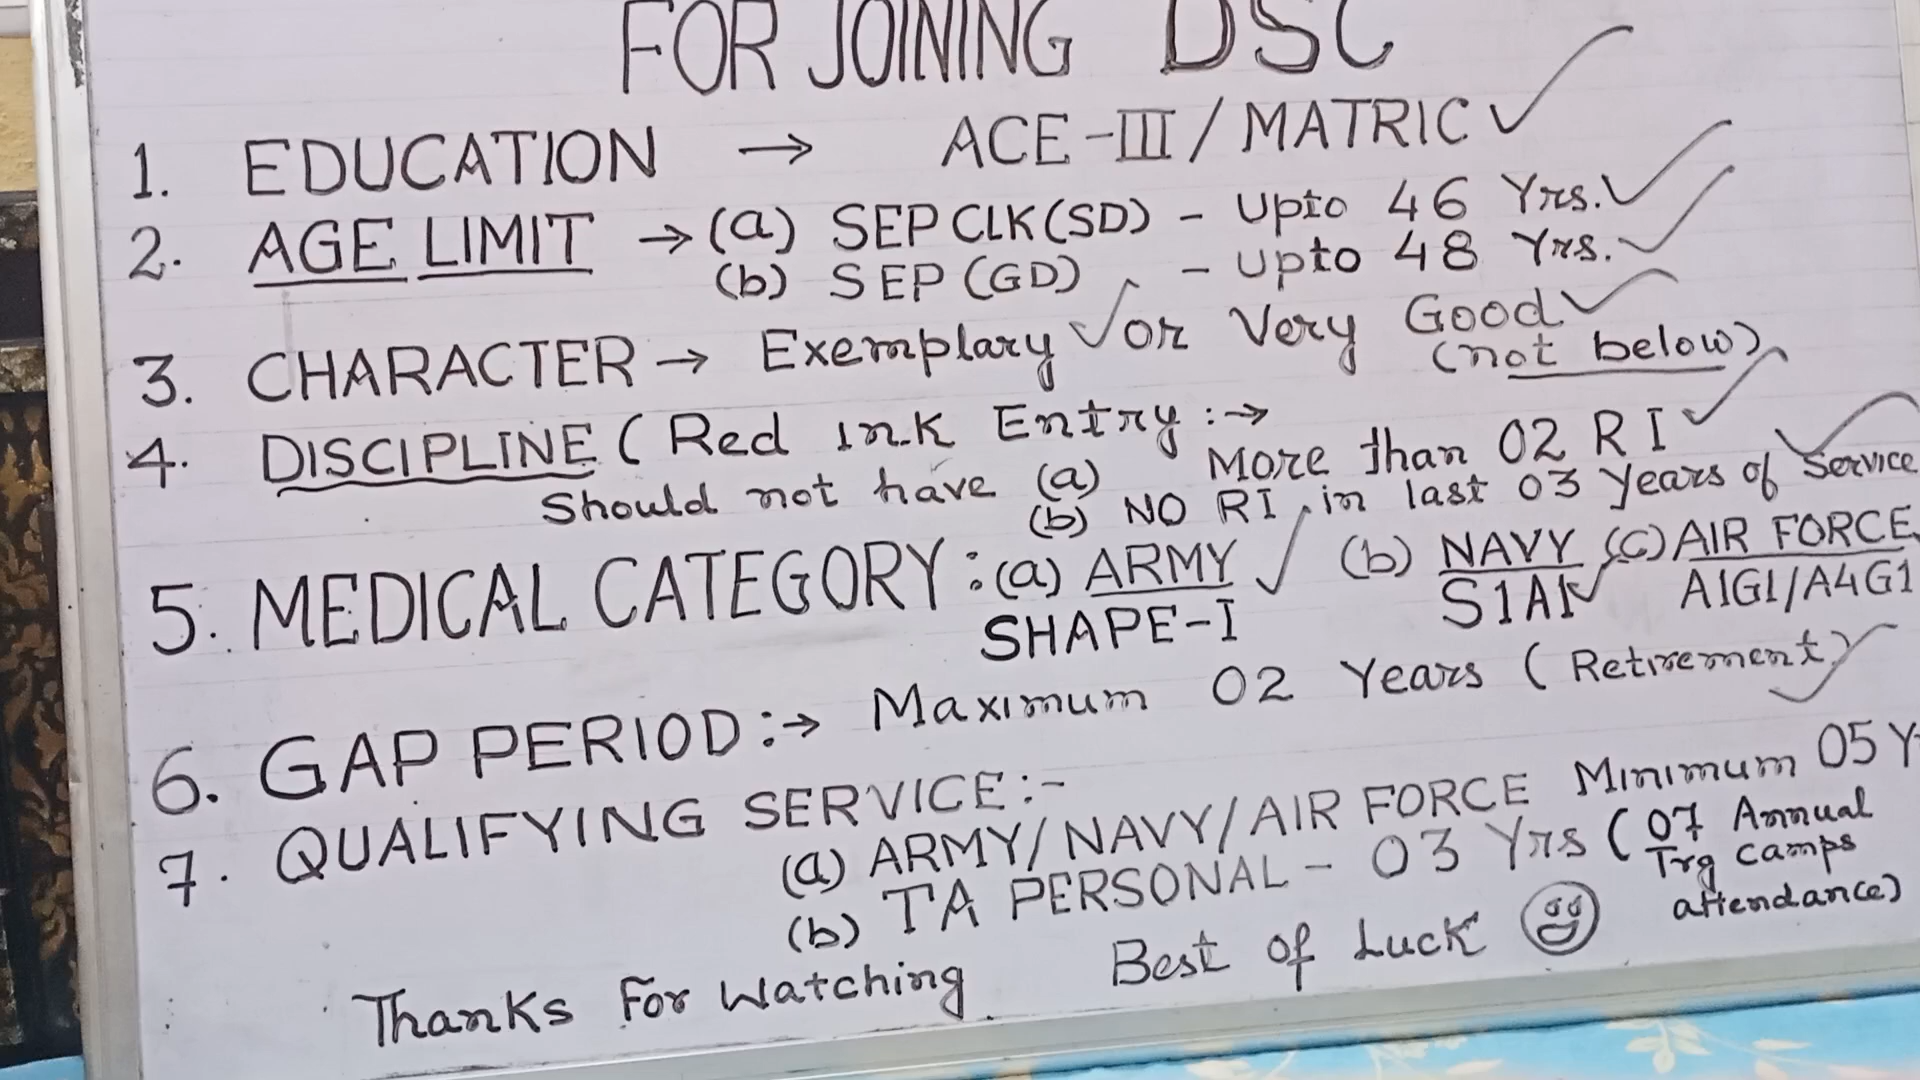 FOR JOINING DSC
1. EDUCATION → ACE-III / MATRIC ✓
2. AGE LIMIT → (a) SEP CLK (SD) - Upto 46 Yrs. ✓
(b) SEP (GD) - Upto 48 Yrs. ✓
3. CHARACTER → Exemplary ✓ or Very Good ✓
(not below)
4. DISCIPLINE ( Red Ink Entry :→
Should not have (a) More than 02 RI ✓
(b) NO RI in last 03 Years of Service ✓
5. MEDICAL CATEGORY : (a) ARMY ✓ (b) NAVY (C) AIR FORCE
SHAPE-I S1A1 ✓ A1G1/A4G1
6. GAP PERIOD :→ Maximum 02 Years ( Retirement) ✓
7. QUALIFYING SERVICE :-
(a) ARMY/ NAVY/ AIR FORCE Minimum 05 Y
(b) TA PERSONAL - 03 Yrs ( 07 Annual
Trg Camps
attendance)
Thanks For Watching Best of Luck